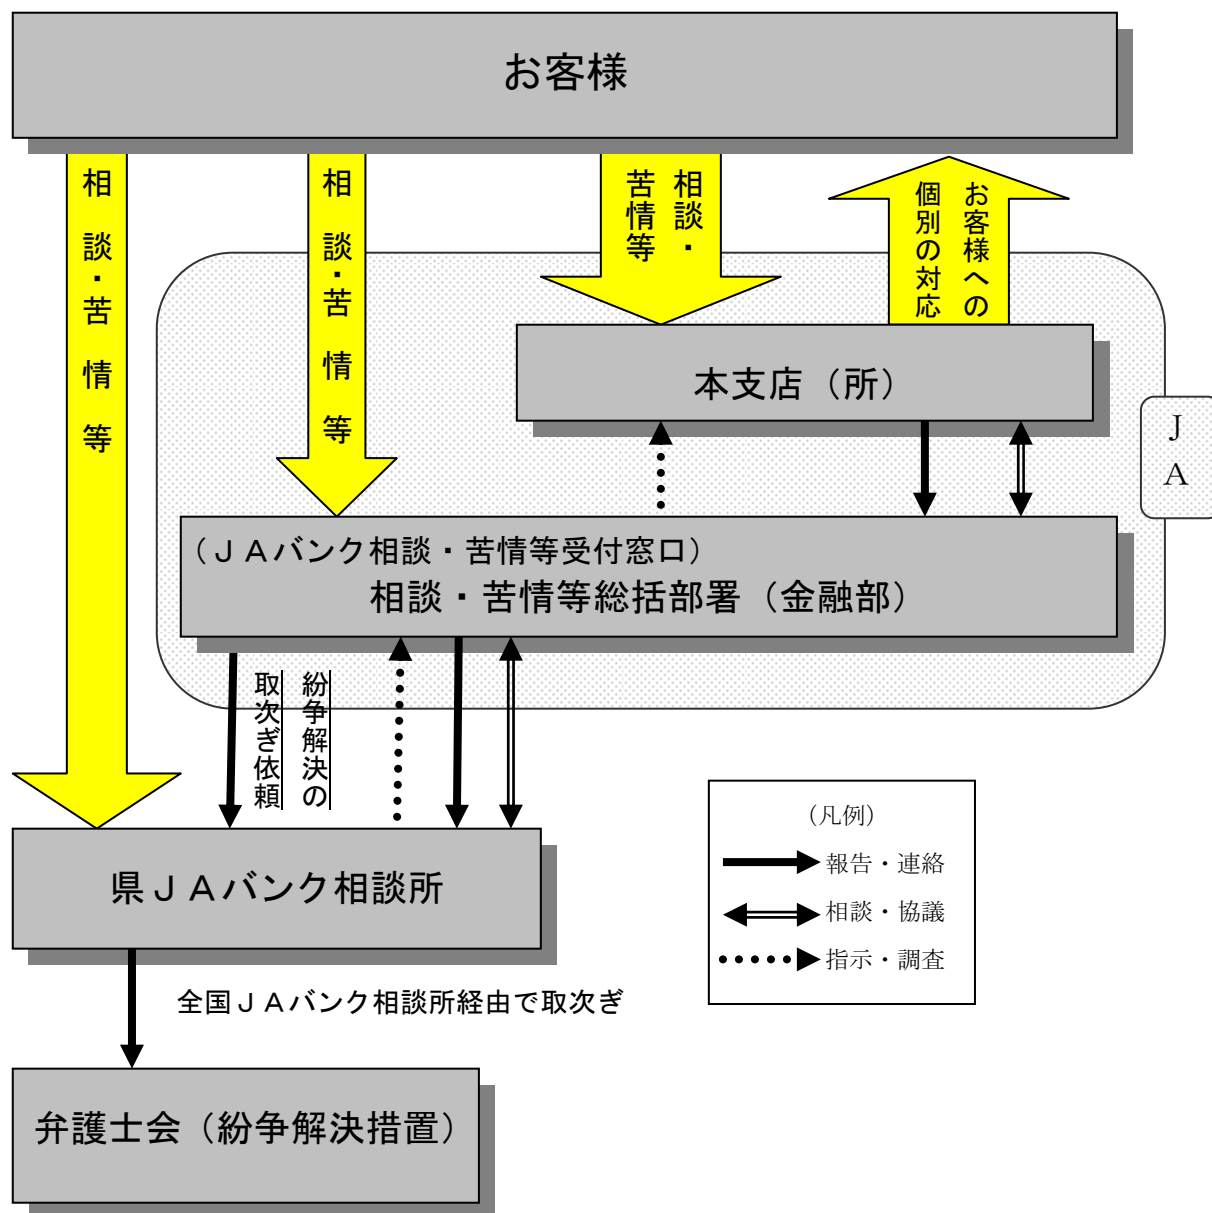 お客様
相談・苦情等
相談・苦情等
相談・
苦情等
お客様への
個別の対応
本支店（所）
ＪＡ
（ＪＡバンク相談・苦情等受付窓口）
相談・苦情等総括部署（金融部）
紛争解決の
取次ぎ依頼
県ＪＡバンク相談所
（凡例）
報告・連絡
相談・協議
指示・調査
全国ＪＡバンク相談所経由で取次ぎ
弁護士会（紛争解決措置）